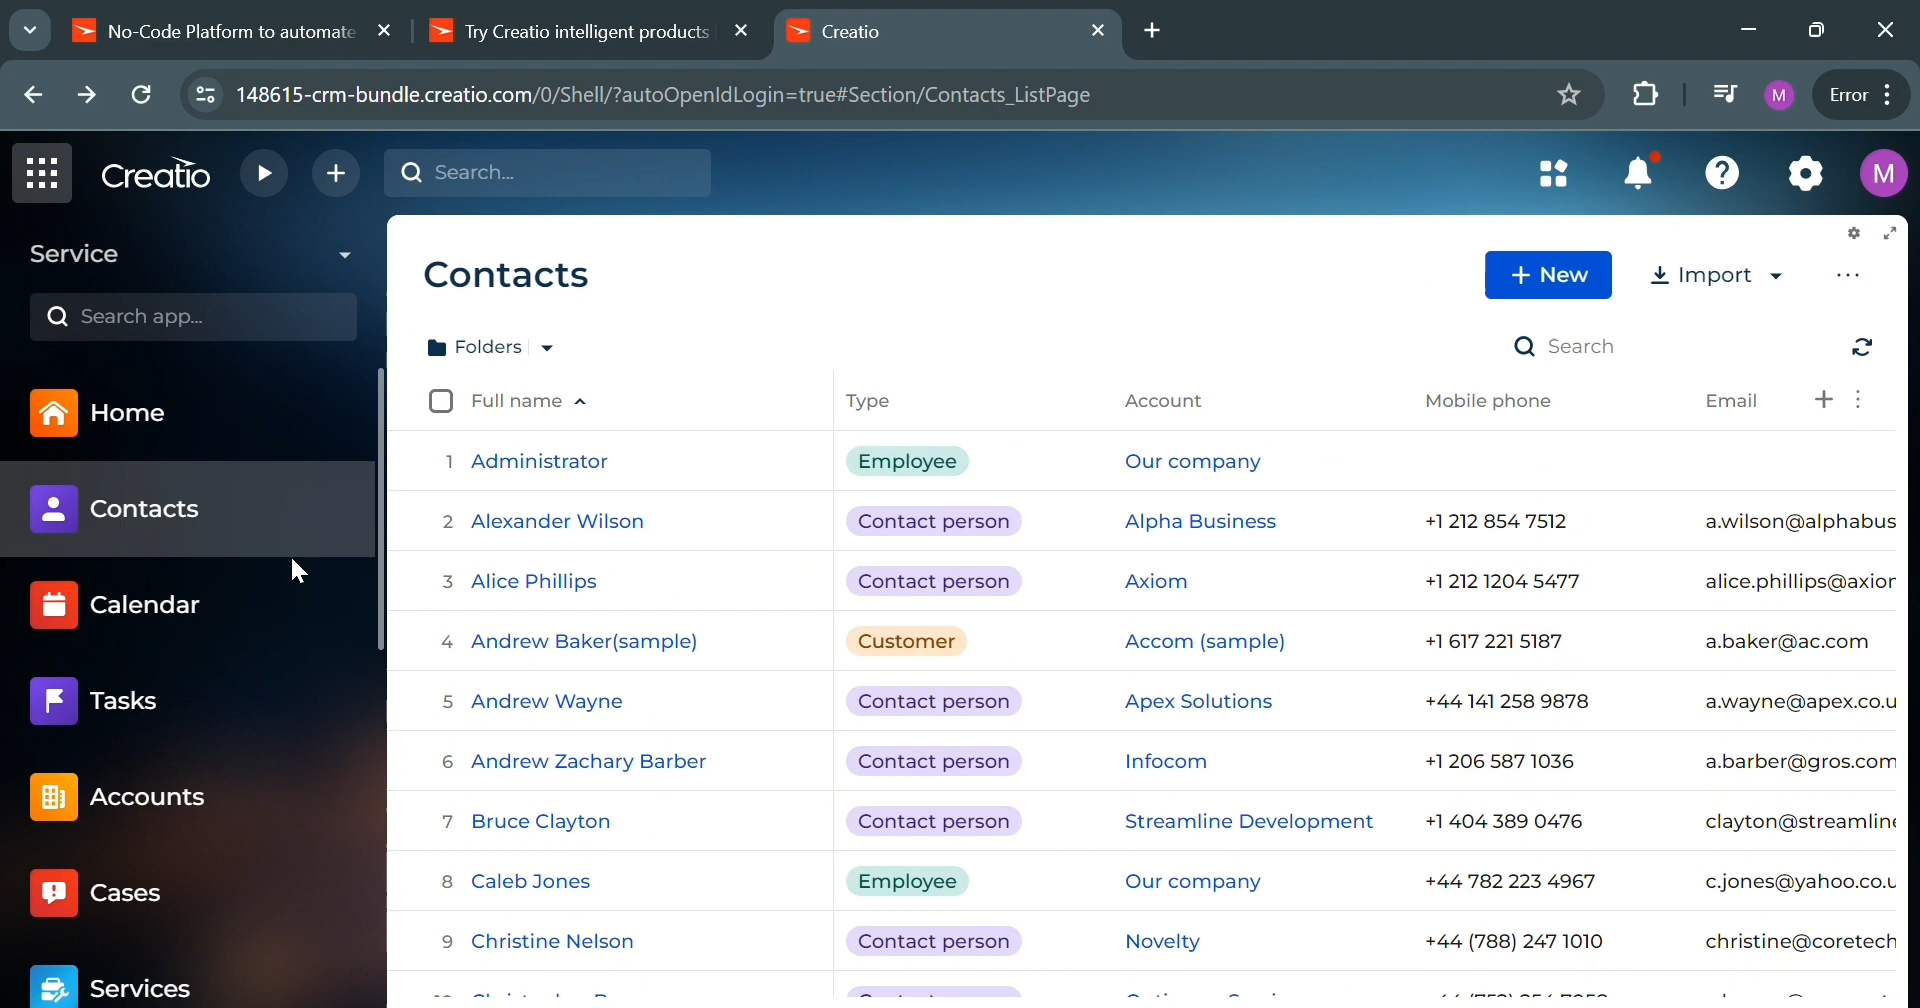 No-Code Platform to automate
Try Creatio intelligent products
Creatio
148615-crm-bundle.creatio.com/0/Shell/?autoOpenIdLogin=true#Section/Contacts_ListPage
M
Error
Creatio
Search...
M
Service
Search app...
Home
Contacts
Calendar
Tasks
Accounts
Cases
Services
Contacts
New
Import
Folders
Search
Full name
Type
Account
Mobile phone
Email
1 Administrator Employee Our company
2 Alexander Wilson Contact person Alpha Business +1 212 854 7512 a.wilson@alphabus
3 Alice Phillips Contact person Axiom +1 212 1204 5477 alice.phillips@axior
4 Andrew Baker(sample) Customer Accom (sample) +1 617 221 5187 a.baker@ac.com
5 Andrew Wayne Contact person Apex Solutions +44 141 258 9878 a.wayne@apex.co.u
6 Andrew Zachary Barber Contact person Infocom +1 206 587 1036 a.barber@gros.com
7 Bruce Clayton Contact person Streamline Development +1 404 389 0476 clayton@streamline
8 Caleb Jones Employee Our company +44 782 223 4967 c.jones@yahoo.co.u
9 Christine Nelson Contact person Novelty +44 (788) 247 1010 christine@coretech